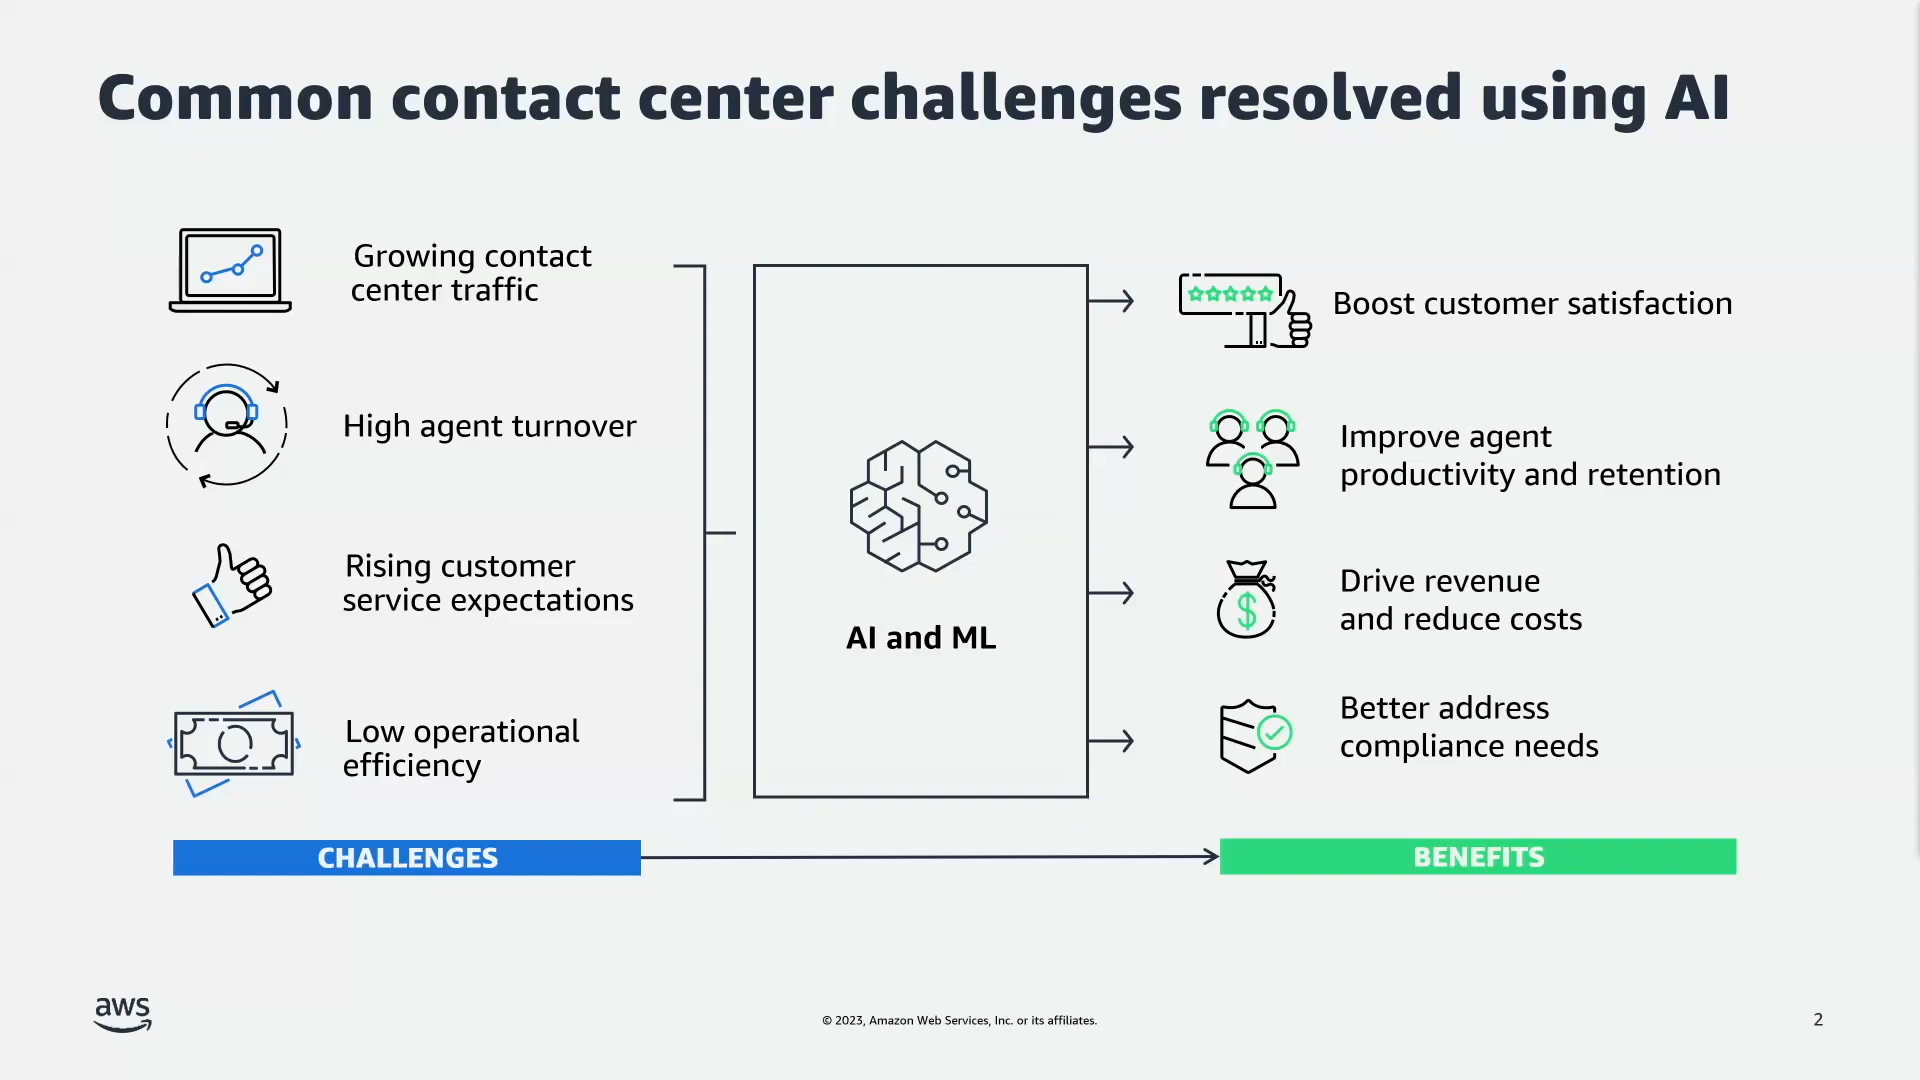 Common contact center challenges resolved using AI
Growing contact
center traffic
High agent turnover
Rising customer
service expectations
Low operational
efficiency
AI and ML
Boost customer satisfaction
Improve agent
productivity and retention
Drive revenue
and reduce costs
Better address
compliance needs
CHALLENGES
BENEFITS
aws
© 2023, Amazon Web Services, Inc. or its affiliates.
2